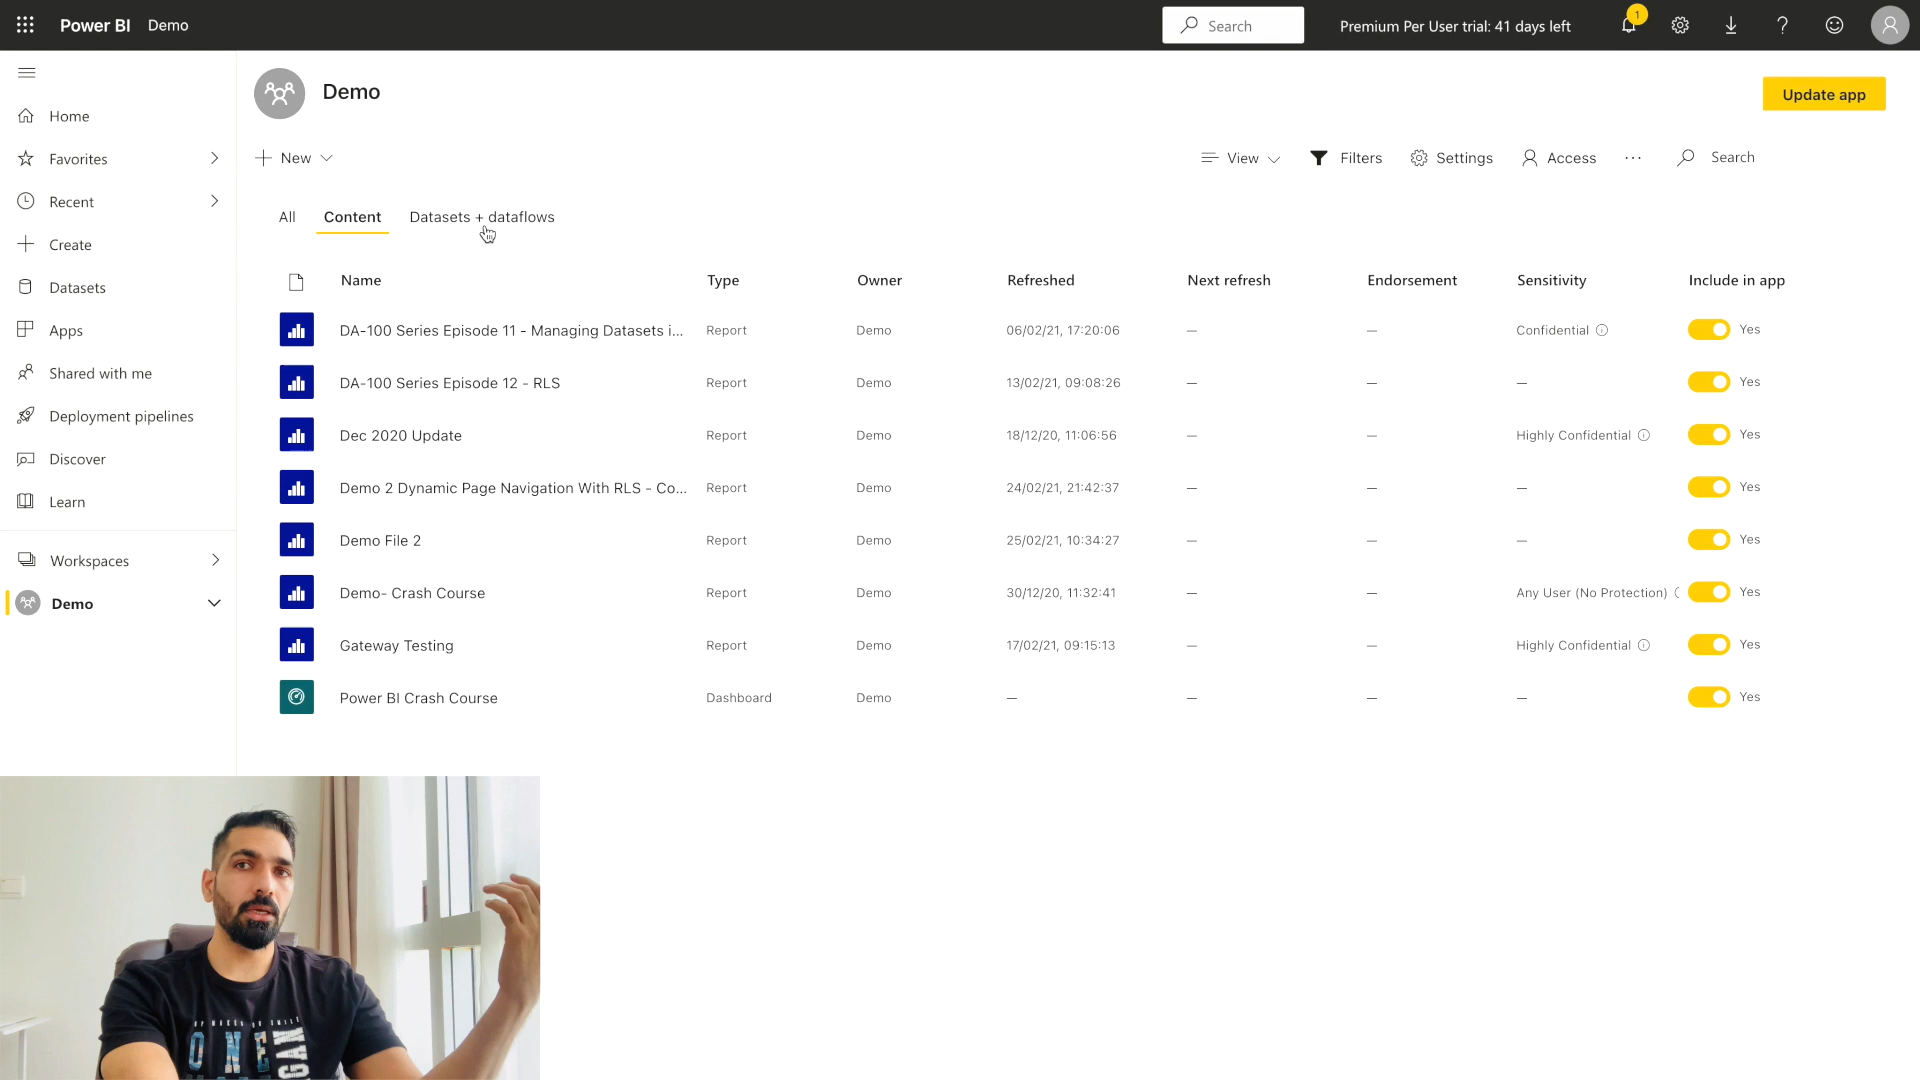 Power BI Demo Search Premium Per User trial: 41 days left 1 ?
Demo Update app
Home
Favorites
Recent
Create
Datasets
Apps
Shared with me
Deployment pipelines
Discover
Learn
Workspaces
Demo
New View Filters Settings Access ... Search
All Content Datasets + dataflows
Name Type Owner Refreshed Next refresh Endorsement Sensitivity Include in app
DA-100 Series Episode 11 - Managing Datasets i... Report Demo 06/02/21, 17:20:06 — — Confidential Yes
DA-100 Series Episode 12 - RLS Report Demo 13/02/21, 09:08:26 — — — Yes
Dec 2020 Update Report Demo 18/12/20, 11:06:56 — — Highly Confidential Yes
Demo 2 Dynamic Page Navigation With RLS - Co... Report Demo 24/02/21, 21:42:37 — — — Yes
Demo File 2 Report Demo 25/02/21, 10:34:27 — — — Yes
Demo- Crash Course Report Demo 30/12/20, 11:32:41 — — Any User (No Protection) Yes
Gateway Testing Report Demo 17/02/21, 09:15:13 — — Highly Confidential Yes
Power BI Crash Course Dashboard Demo — — — — Yes
ONE